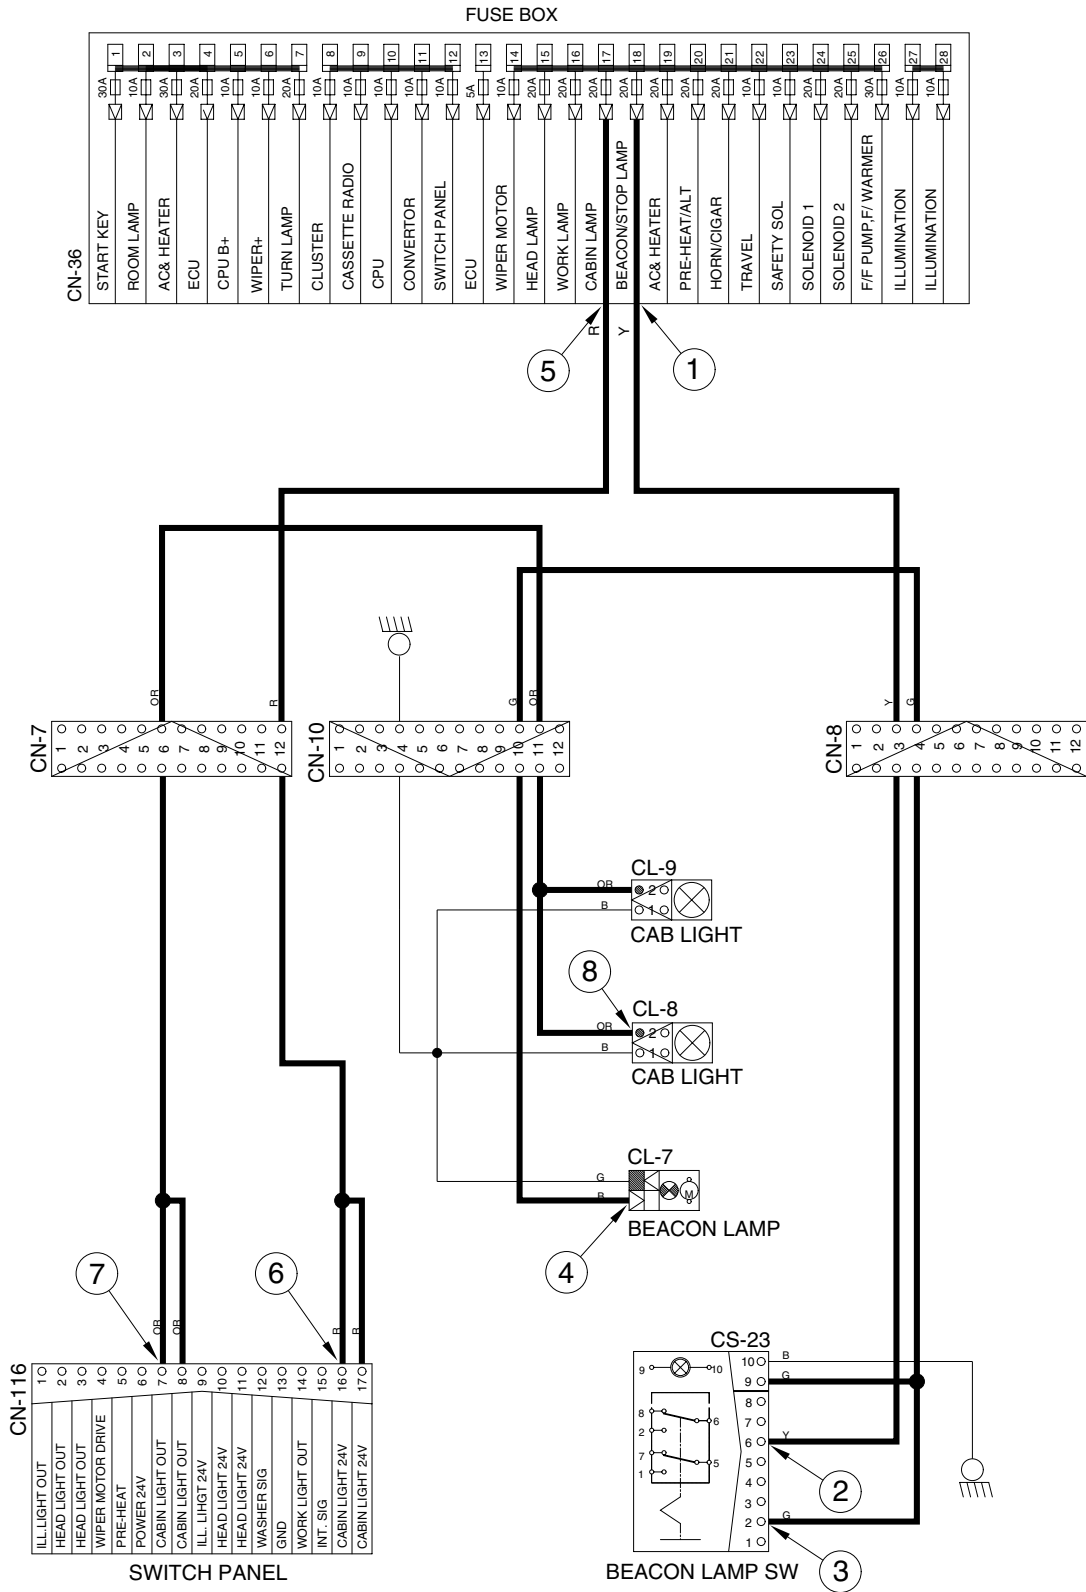 FUSE BOX
1 2 3 4 5 6 7 8 9 10 11 12 13 14 15 16 17 18 19 20 21 22 23 24 25 26 27 28
30A 10A 30A 20A 10A 10A 20A 10A 10A 10A 10A 10A 5A 10A 20A 20A 20A 20A 20A 20A 20A 10A 10A 20A 20A 30A 10A 10A
CN-36
START KEY
ROOM LAMP
AC& HEATER
ECU
CPU B+
WIPER+
TURN LAMP
CLUSTER
CASSETTE RADIO
CPU
CONVERTOR
SWITCH PANEL
ECU
WIPER MOTOR
HEAD LAMP
WORK LAMP
CABIN LAMP
BEACON/STOP LAMP
AC& HEATER
PRE-HEAT/ALT
HORN/CIGAR
TRAVEL
SAFETY SOL
SOLENOID 1
SOLENOID 2
F/F PUMP,F/ WARMER
ILLUMINATION
ILLUMINATION
R Y
5 1
OR R G OR Y G
CN-7
1 2 3 4 5 6 7 8 9 10 11 12
CN-10
1 2 3 4 5 6 7 8 9 10 11 12
CN-8
1 2 3 4 5 6 7 8 9 10 11 12
CL-9
OR 2
B 1
CAB LIGHT
8
CL-8
OR 2
B 1
CAB LIGHT
CL-7
G
B M
BEACON LAMP
4
7 6
OR OR R R
CN-116
1 2 3 4 5 6 7 8 9 10 11 12 13 14 15 16 17
ILL.LIGHT OUT
HEAD LIGHT OUT
HEAD LIGHT OUT
WIPER MOTOR DRIVE
PRE-HEAT
POWER 24V
CABIN LIGHT OUT
CABIN LIGHT OUT
ILL. LIHGT 24V
HEAD LIGHT 24V
HEAD LIGHT 24V
WASHER SIG
GND
WORK LIGHT OUT
INT. SIG
CABIN LIGHT 24V
CABIN LIGHT 24V
SWITCH PANEL
CS-23
9 10 10 B
9 G
8 6 8
2 7
6 Y
7 5 5
1 4
3
2 G
1
2
3
BEACON LAMP SW